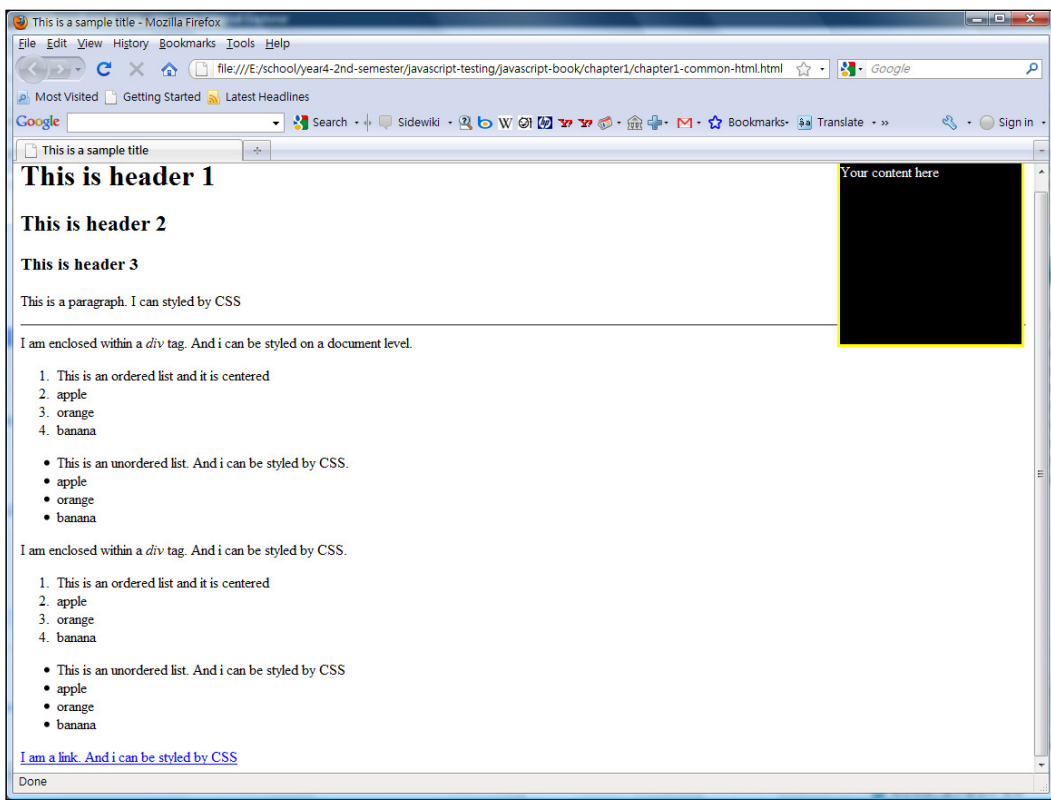 This is a sample title - Mozilla Firefox
File Edit View History Bookmarks Tools Help
file:///E:/school/year4-2nd-semester/javascript-testing/javascript-book/chapter1/chapter1-common-html.html Google
Most Visited Getting Started Latest Headlines
Google Search Sidewiki W Bookmarks Translate » Sign in
This is a sample title
This is header 1
Your content here
This is header 2
This is header 3
This is a paragraph. I can styled by CSS
I am enclosed within a div tag. And i can be styled on a document level.
1. This is an ordered list and it is centered
2. apple
3. orange
4. banana
• This is an unordered list. And i can be styled by CSS.
• apple
• orange
• banana
I am enclosed within a div tag. And i can be styled by CSS.
1. This is an ordered list and it is centered
2. apple
3. orange
4. banana
• This is an unordered list. And i can be styled by CSS
• apple
• orange
• banana
I am a link. And i can be styled by CSS
Done